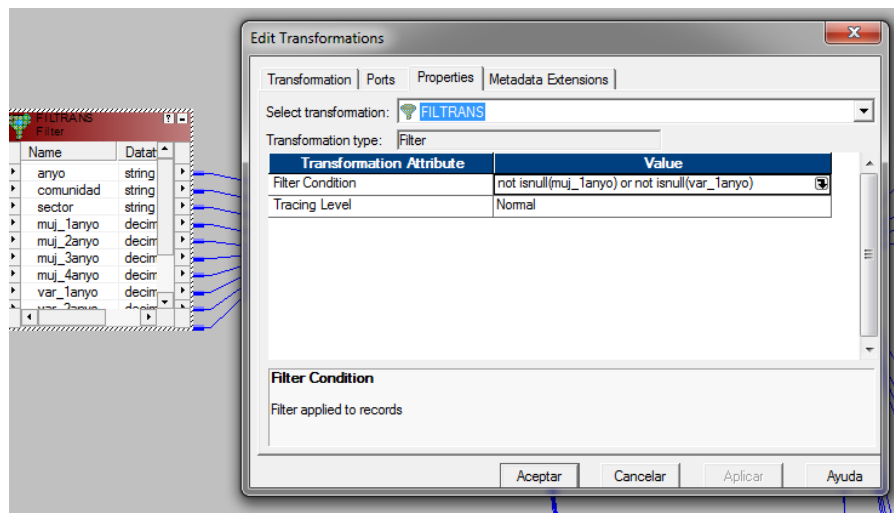 Edit Transformations
Transformation Ports Properties Metadata Extensions
Select transformation: FILTRANS
Transformation type: Filter
Transformation Attribute Value
Filter Condition not isnull(muj_1anyo) or not isnull(var_1anyo)
Tracing Level Normal
Filter Condition
Filter applied to records
Aceptar Cancelar Aplicar Ayuda
FILTRANS
Filter
Name Datat
anyo string
comunidad string
sector string
muj_1anyo decim
muj_2anyo decim
muj_3anyo decim
muj_4anyo decim
var_1anyo decim